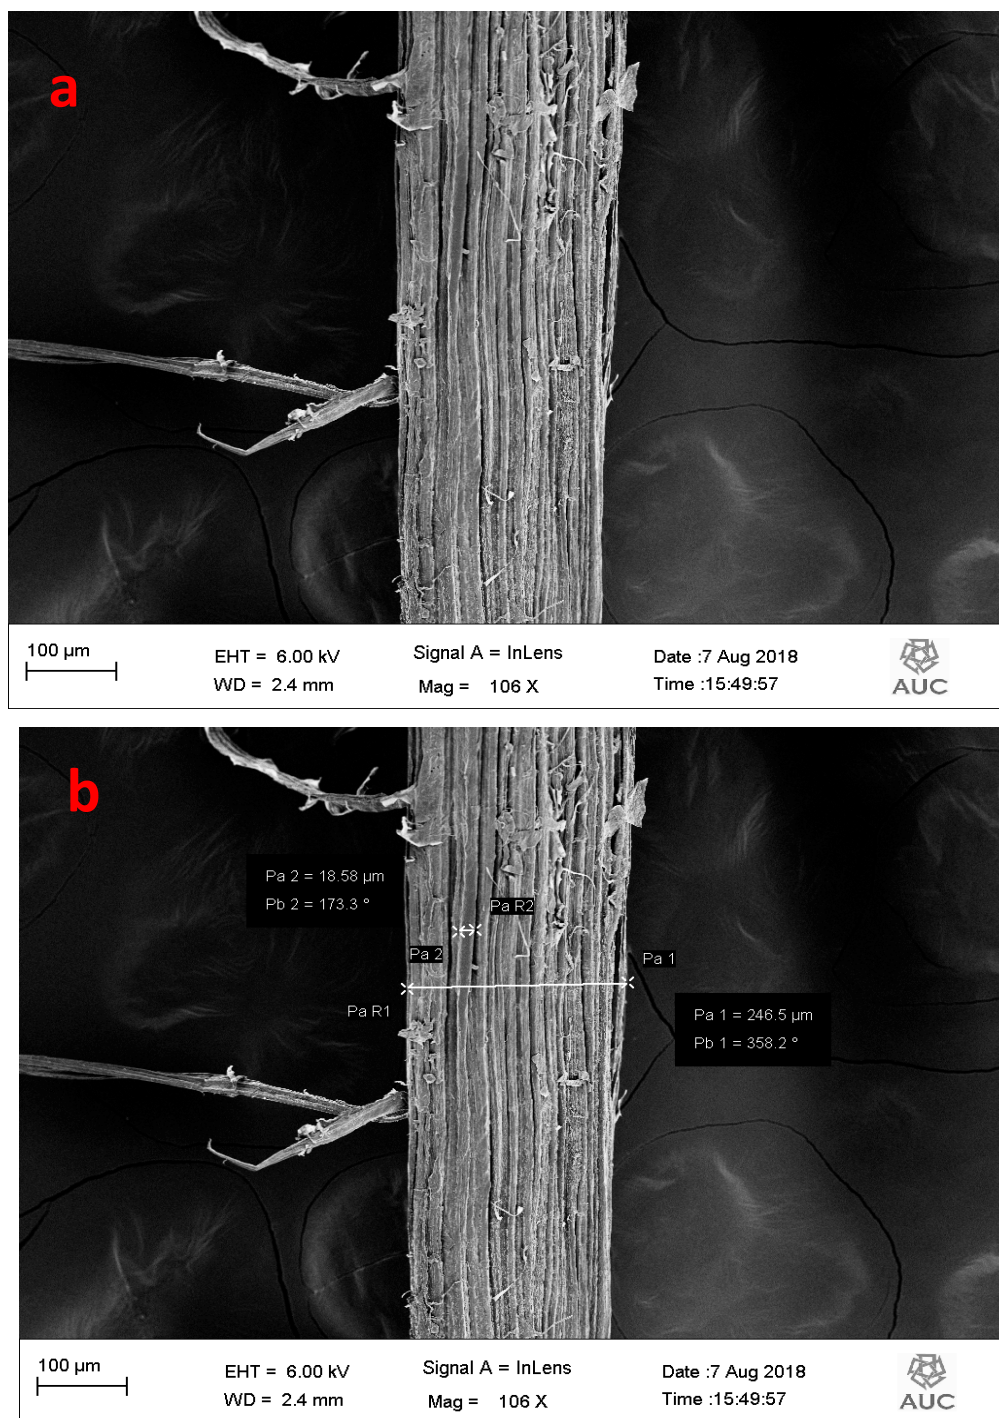 a
100 µm
EHT = 6.00 kV
Signal A = InLens
Date :7 Aug 2018
WD = 2.4 mm
Mag = 106 X
Time :15:49:57
AUC
b
Pa 2 = 18.58 µm
Pb 2 = 173.3 °
Pa R2
Pa 2
Pa 1
Pa R1
Pa 1 = 246.5 µm
Pb 1 = 358.2 °
100 µm
EHT = 6.00 kV
Signal A = InLens
Date :7 Aug 2018
WD = 2.4 mm
Mag = 106 X
Time :15:49:57
AUC